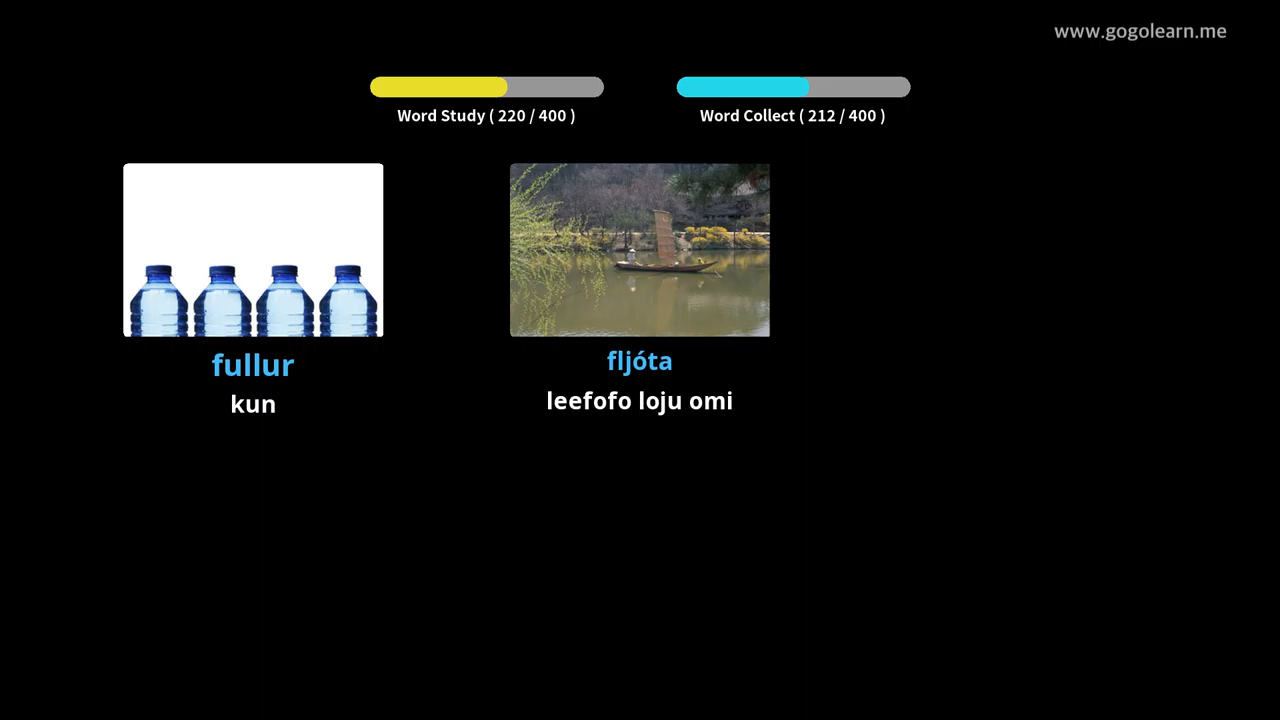 www.gogolearn.me
Word Study ( 220 / 400 )
Word Collect ( 212 / 400 )
fullur
kun
fljóta
leefofo loju omi